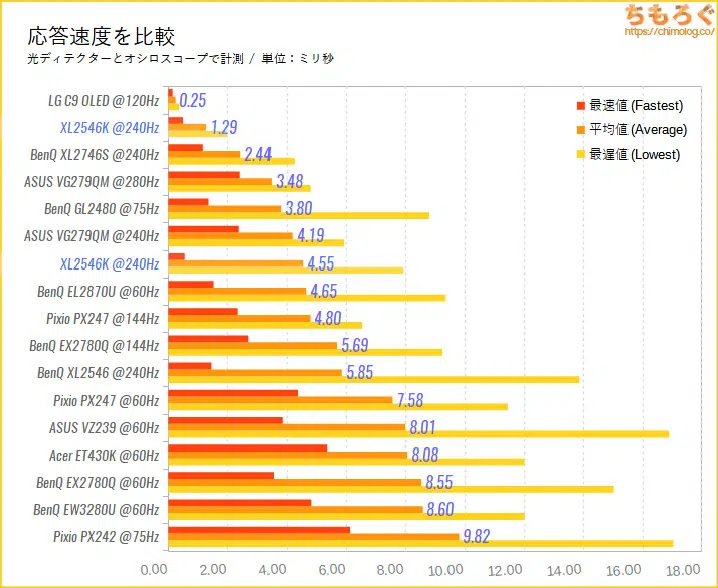 ちもろぐ
https://chimolog.co/
応答速度を比較
光ディテクターとオシロスコープで計測 / 単位：ミリ秒
最速値 (Fastest)
平均値 (Average)
最遅値 (Lowest)
LG C9 OLED @120Hz 0.25
XL2546K @240Hz 1.29
BenQ XL2746S @240Hz 2.44
ASUS VG279QM @280Hz 3.48
BenQ GL2480 @75Hz 3.80
ASUS VG279QM @240Hz 4.19
XL2546K @240Hz 4.55
BenQ EL2870U @60Hz 4.65
Pixio PX247 @144Hz 4.80
BenQ EX2780Q @144Hz 5.69
BenQ XL2546 @240Hz 5.85
Pixio PX247 @60Hz 7.58
ASUS VZ239 @60Hz 8.01
Acer ET430K @60Hz 8.08
BenQ EX2780Q @60Hz 8.55
BenQ EW3280U @60Hz 8.60
Pixio PX242 @75Hz 9.82
0.00 2.00 4.00 6.00 8.00 10.00 12.00 14.00 16.00 18.00